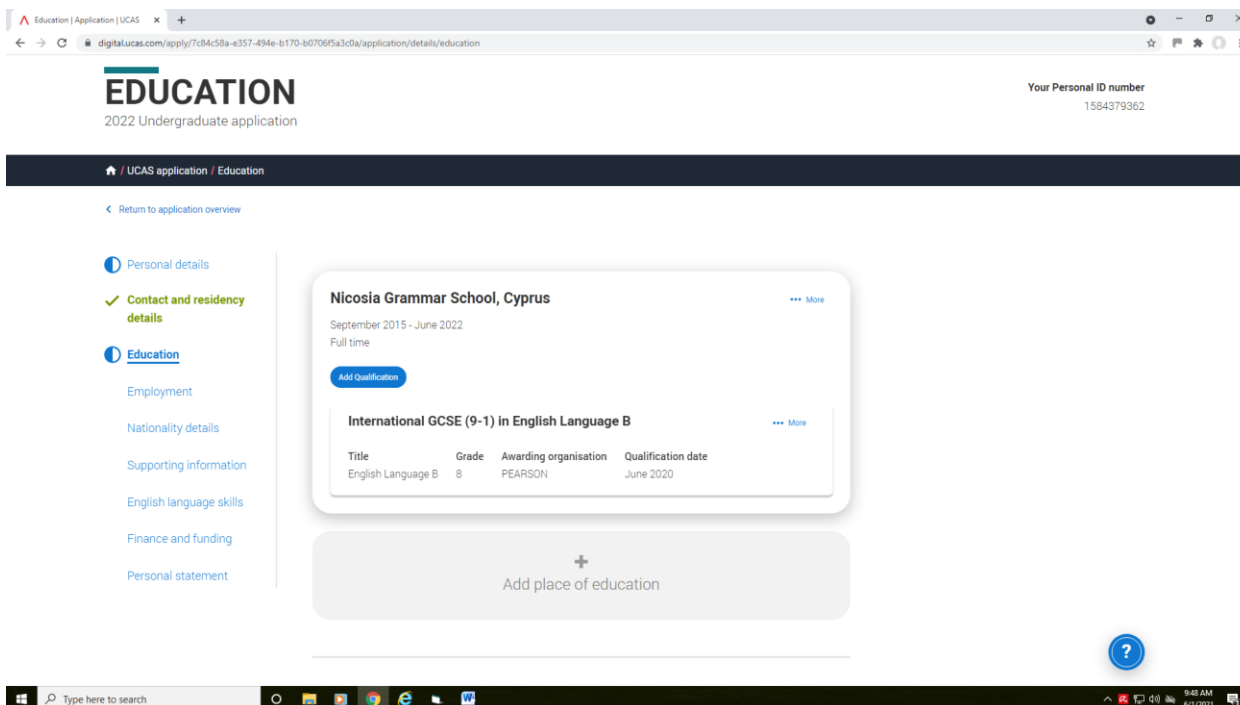 Education | Application | UCAS
digital.ucas.com/apply/7c84c58a-e357-494e-b170-b0706f5a3c0a/application/details/education
EDUCATION
2022 Undergraduate application
Your Personal ID number
1584379362
/ UCAS application / Education
Return to application overview
Personal details
Contact and residency
details
Education
Employment
Nationality details
Supporting information
English language skills
Finance and funding
Personal statement
Nicosia Grammar School, Cyprus
••• More
September 2015 - June 2022
Full time
Add Qualification
International GCSE (9-1) in English Language B
••• More
Title Grade Awarding organisation Qualification date
English Language B 8 PEARSON June 2020
+
Add place of education
?
Type here to search
9:48 AM
6/1/2021